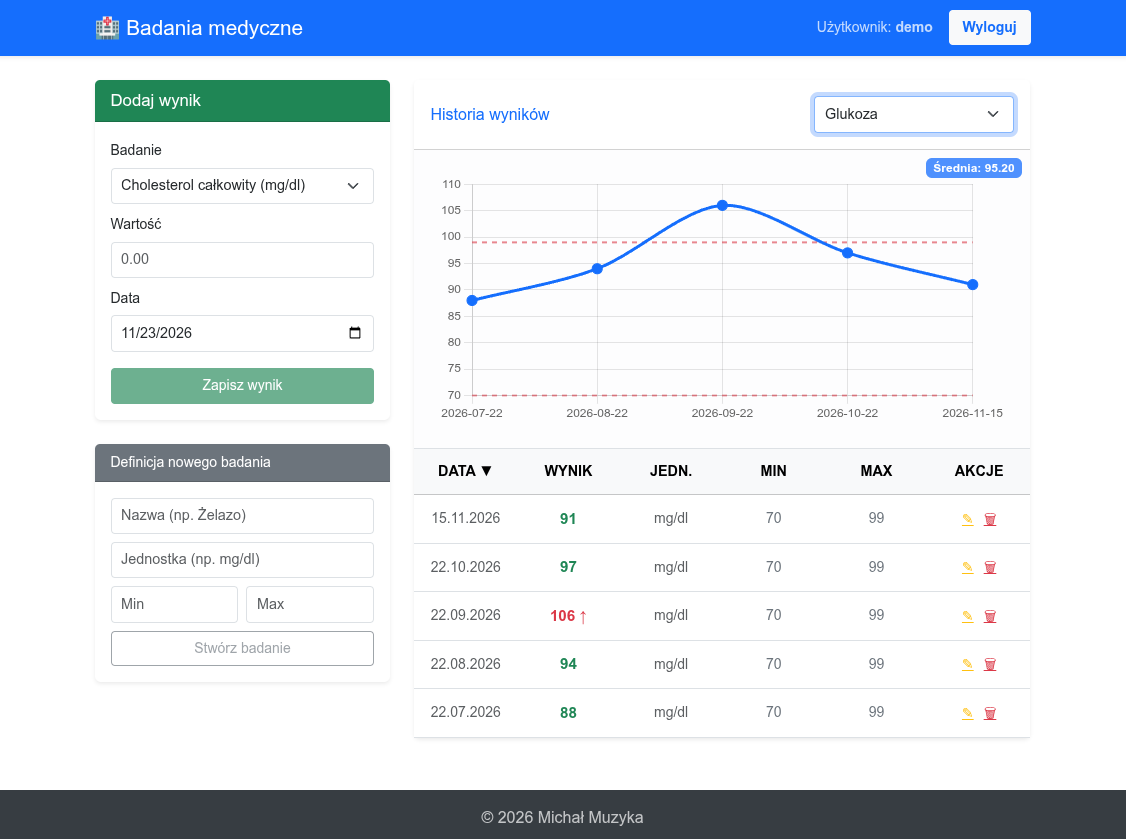 🏥 Badania medyczne
Użytkownik: demo
Wyloguj
Dodaj wynik
Badanie
Cholesterol całkowity (mg/dl)
Wartość
0.00
Data
11/23/2026
Zapisz wynik
Definicja nowego badania
Nazwa (np. Żelazo)
Jednostka (np. mg/dl)
Min Max
Stwórz badanie
Historia wyników
Glukoza
Średnia: 95.20
110
105
100
95
90
85
80
75
70
2026-07-22 2026-08-22 2026-09-22 2026-10-22 2026-11-15
DATA ▼ WYNIK JEDN. MIN MAX AKCJE
15.11.2026 91 mg/dl 70 99
22.10.2026 97 mg/dl 70 99
22.09.2026 106 ↑ mg/dl 70 99
22.08.2026 94 mg/dl 70 99
22.07.2026 88 mg/dl 70 99
© 2026 Michał Muzyka